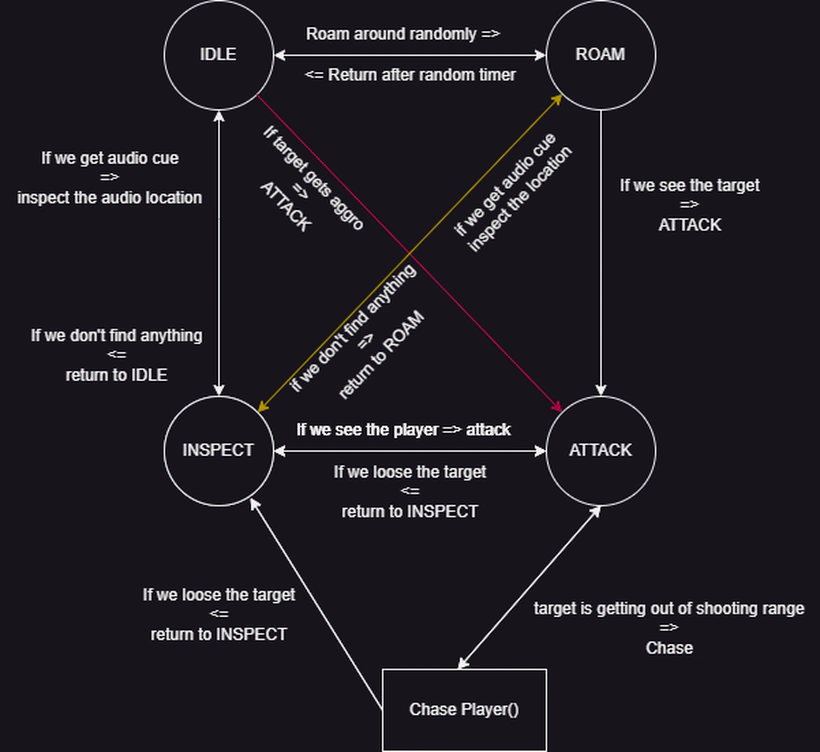 IDLE
Roam around randomly =>
<= Return after random timer
ROAM
If we get audio cue
=>
inspect the audio location
If target gets aggro
=>
ATTACK
if we get audio cue
inspect the location
If we see the target
=>
ATTACK
If we don't find anything
<=
return to IDLE
if we don't find anything
=>
return to ROAM
INSPECT
If we see the player => attack
If we loose the target
<=
return to INSPECT
ATTACK
If we loose the target
<=
return to INSPECT
target is getting out of shooting range
=>
Chase
Chase Player()